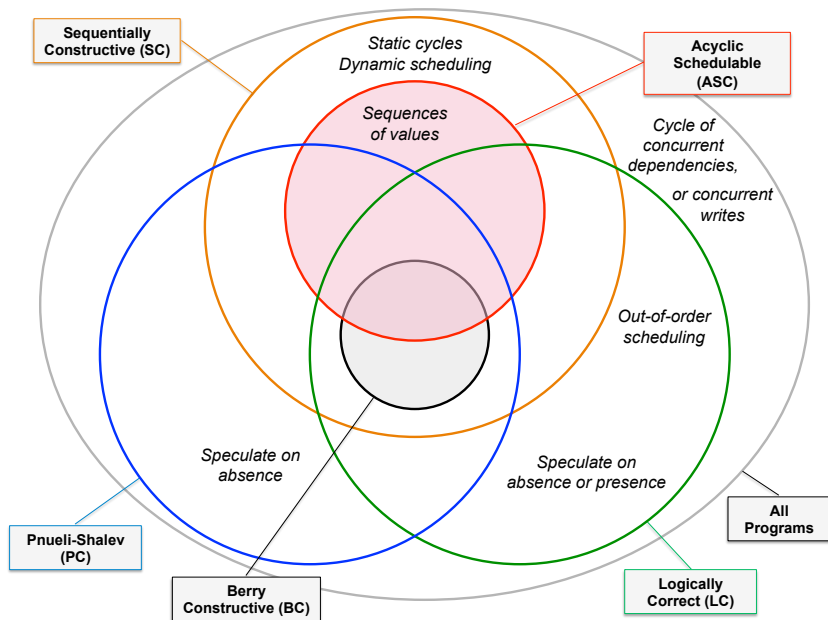 Sequentially
Constructive (SC)
Static cycles
Dynamic scheduling
Acyclic
Schedulable
(ASC)
Sequences
of values
Cycle of
concurrent
dependencies,
or concurrent
writes
Out-of-order
scheduling
Speculate on
absence
Speculate on
absence or presence
All
Programs
Pnueli-Shalev
(PC)
Berry
Constructive (BC)
Logically
Correct (LC)